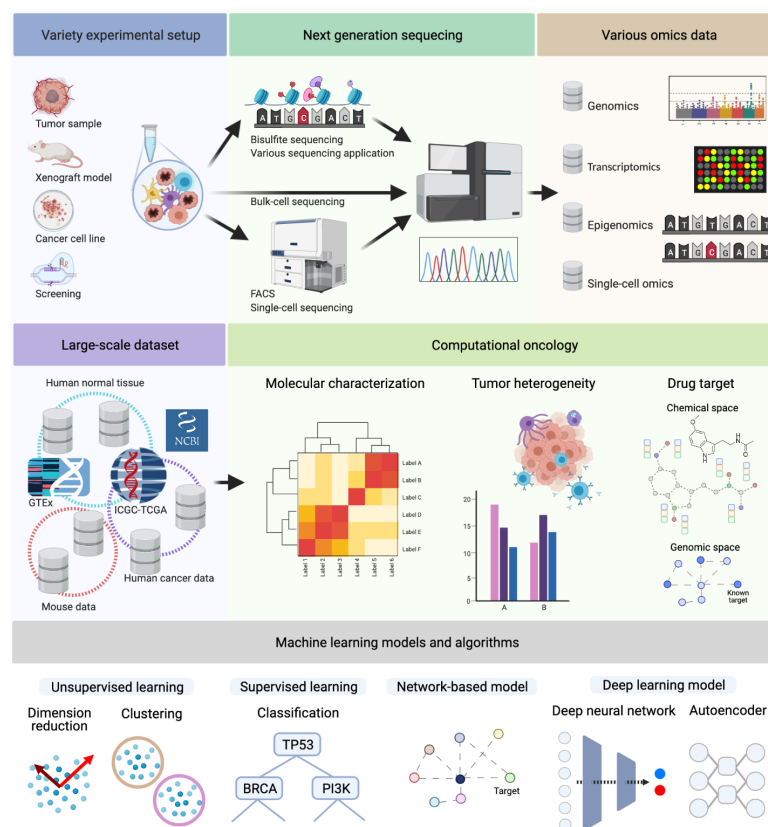 Variety experimental setup
Next generation sequecing
Various omics data
Tumor sample
Xenograft model
Cancer cell line
Screening
A T G C G A C T
Bisulfite sequencing
Various sequencing application
Bulk-cell sequencing
FACS
Single-cell sequencing
Genomics
Transcriptomics
Epigenomics
A T G T G A C T
A T G C G A C T
Single-cell omics
Large-scale dataset
Computational oncology
Human normal tissue
NCBI
GTEx
ICGC-TCGA
Human cancer data
Mouse data
Molecular characterization
Label A
Label B
Label C
Label D
Label E
Label F
Label 1
Label 2
Label 3
Label 4
Label 5
Label 6
Tumor heterogeneity
20
15
10
5
0
A
B
Drug target
Chemical space
O
N
H
HN
O
Genomic space
Known
target
Machine learning models and algorithms
Unsupervised learning
Supervised learning
Network-based model
Deep learning model
Dimension
reduction
Clustering
Classification
TP53
BRCA
PI3K
Target
Deep neural network
Autoencoder